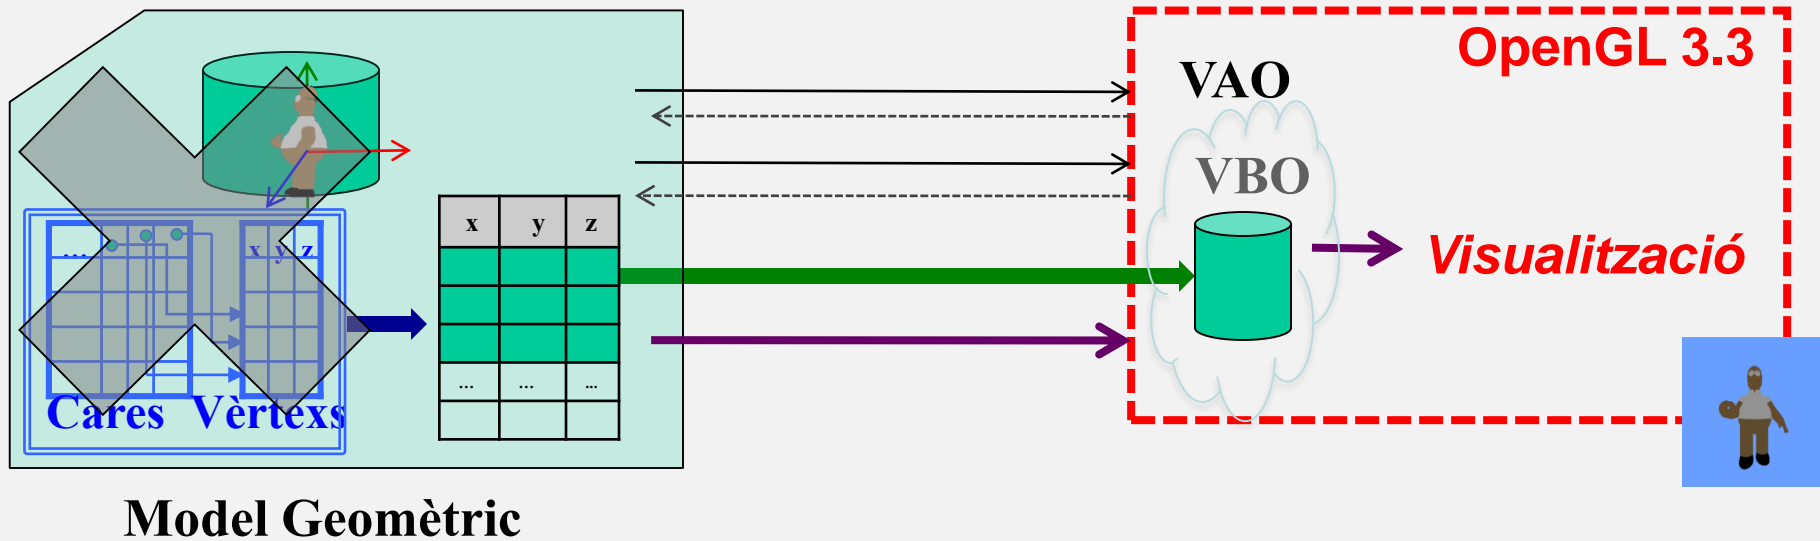 OpenGL 3.3
VAO
VBO
x y z
... x y z
Visualització
... ... ...
Cares Vèrtexs
Model Geomètric